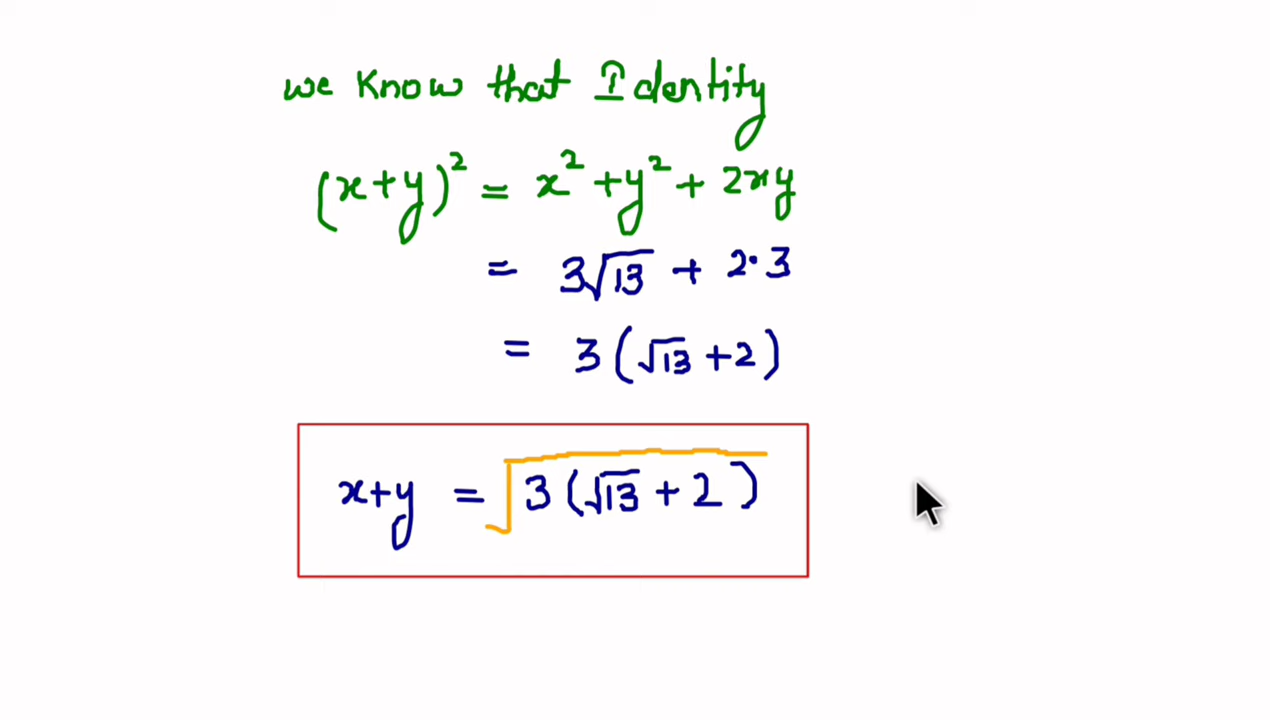 we know that Identity
(x+y)² = x² + y² + 2xy
= 3√13 + 2·3
= 3(√13 + 2)
x+y = √(3(√13 + 2))